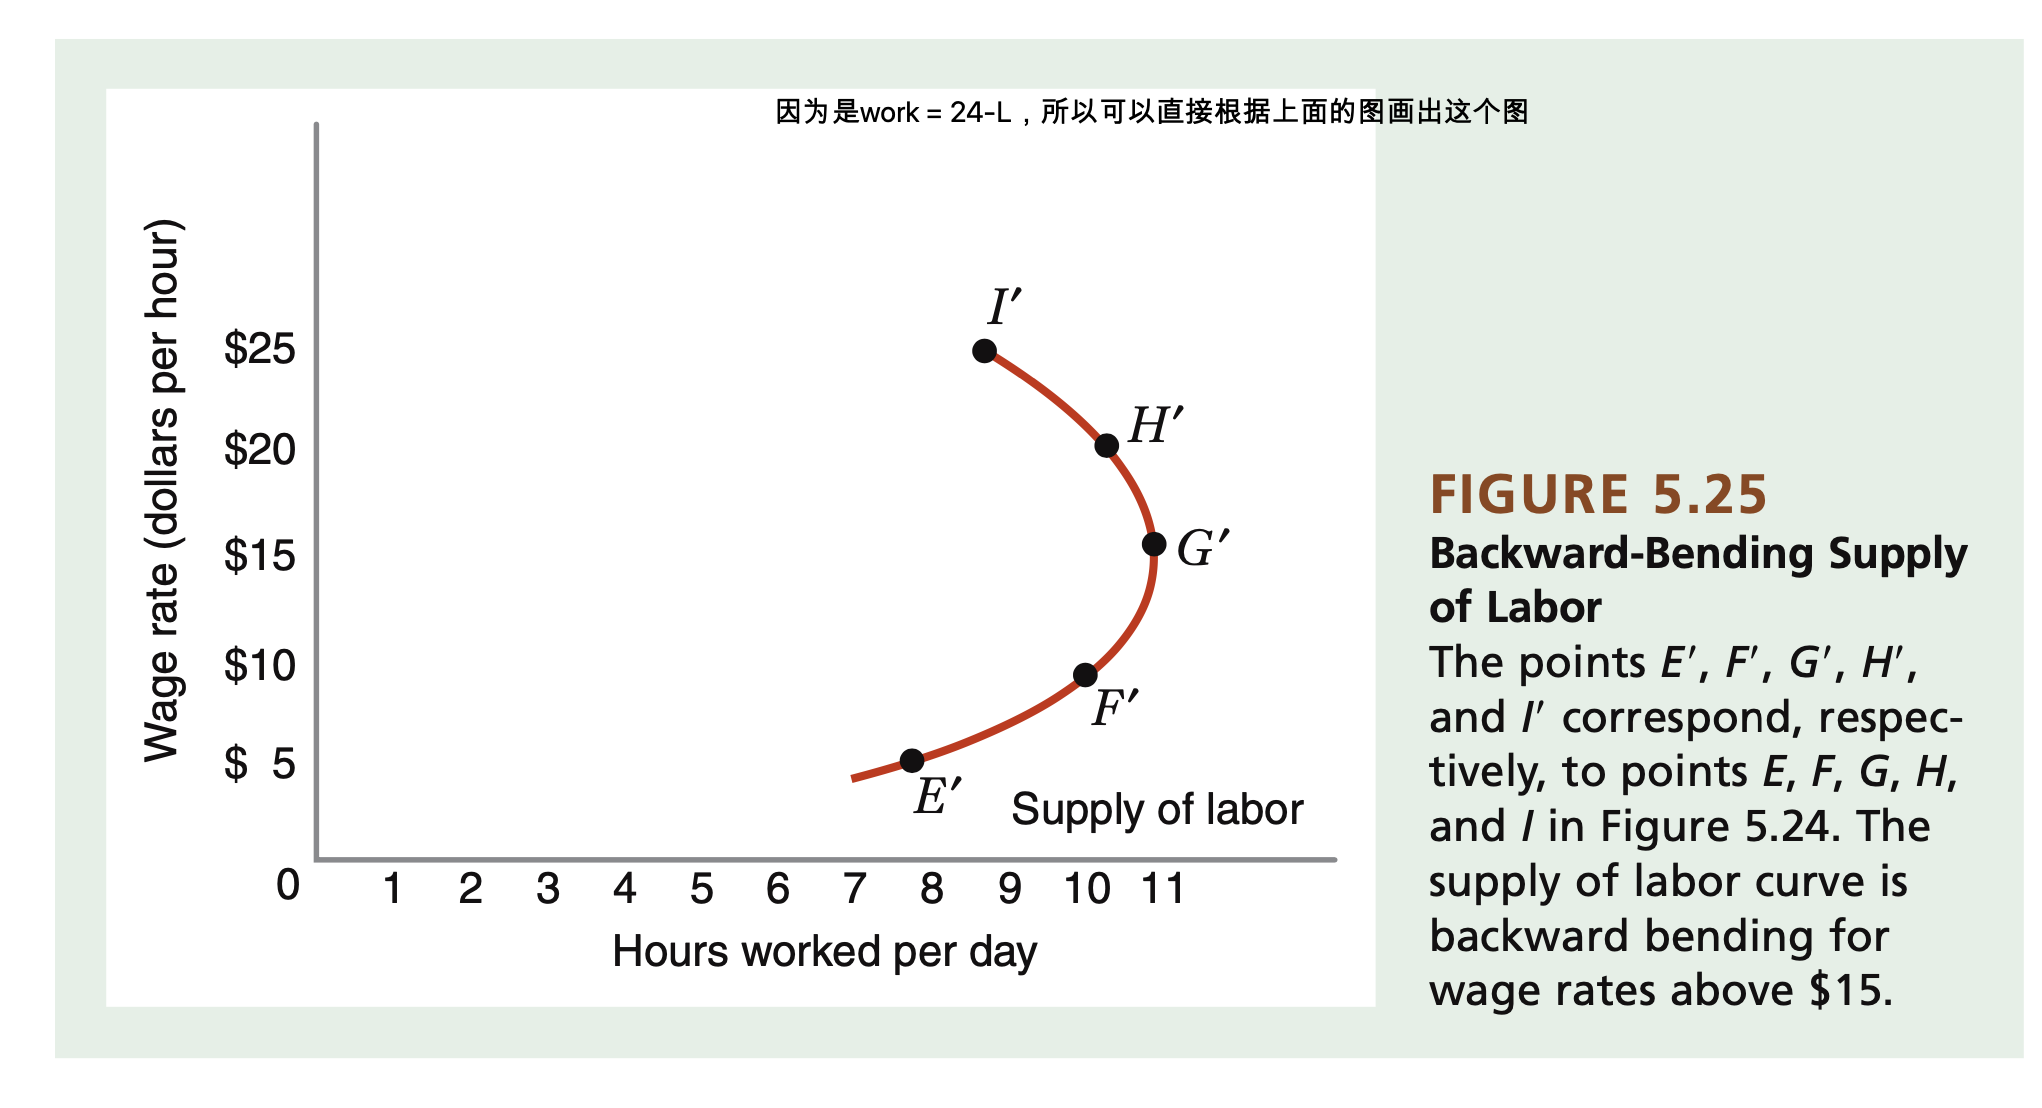 因为是work = 24-L，所以可以直接根据上面的图画出这个图
Wage rate (dollars per hour)
$25
$20
$15
$10
$ 5
I′
H′
G′
F′
E′
Supply of labor
0 1 2 3 4 5 6 7 8 9 10 11
Hours worked per day
FIGURE 5.25
Backward-Bending Supply
of Labor
The points E′, F′, G′, H′,
and I′ correspond, respec-
tively, to points E, F, G, H,
and I in Figure 5.24. The
supply of labor curve is
backward bending for
wage rates above $15.